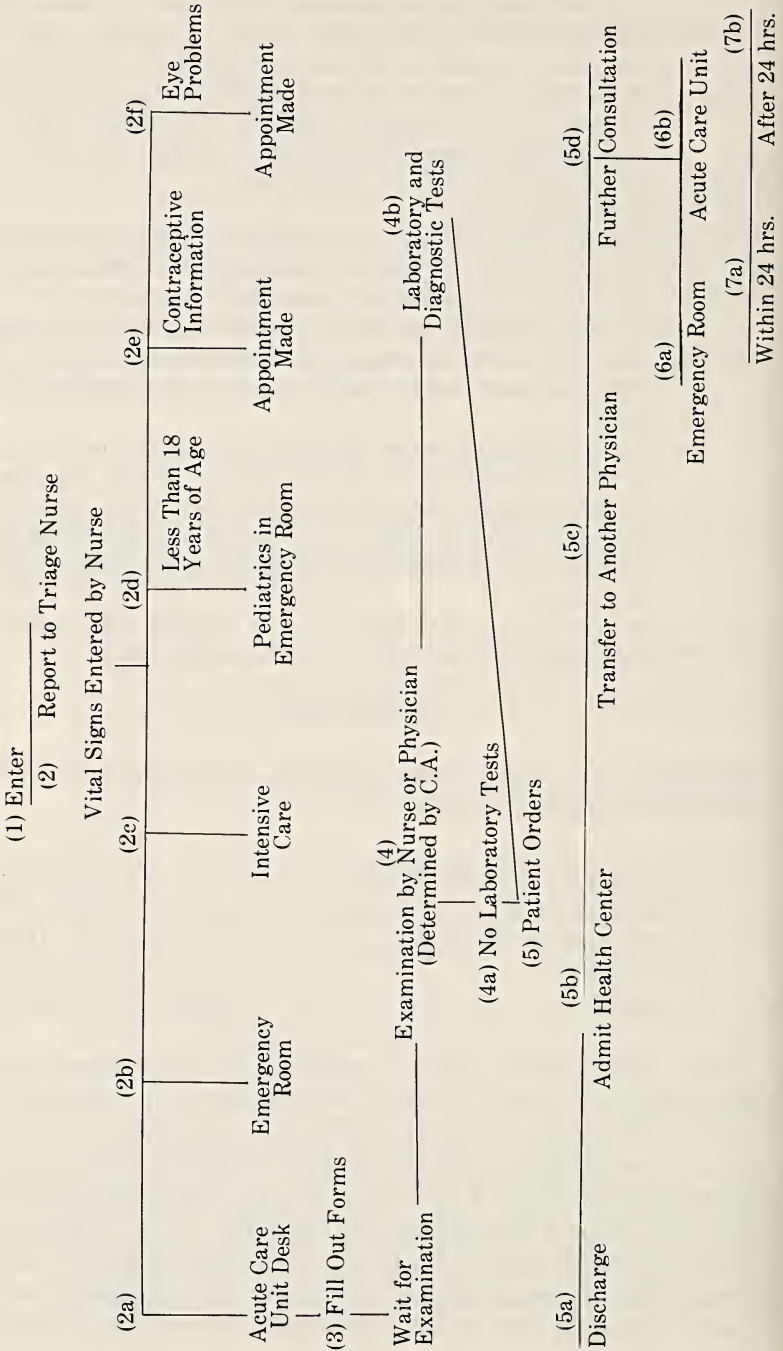 (1) Enter
(2) Report to Triage Nurse
Vital Signs Entered by Nurse
(2a)
(2b)
(2c)
(2d)
(2e)
(2f)
Less Than 18
Years of Age
Contraceptive
Information
Eye
Problems
Acute Care
Unit Desk
Emergency
Room
Intensive
Care
Pediatrics in
Emergency Room
Appointment
Made
Appointment
Made
(3) Fill Out Forms
Wait for
Examination
(4)
Examination by Nurse or Physician
(Determined by C.A.)
(4b)
Laboratory and
Diagnostic Tests
(4a) No Laboratory Tests
(5) Patient Orders
(5a)
(5b)
(5c)
(5d)
Discharge
Admit Health Center
Transfer to Another Physician
Further Consultation
(6a)
(6b)
Emergency Room
Acute Care Unit
(7a)
(7b)
Within 24 hrs.
After 24 hrs.